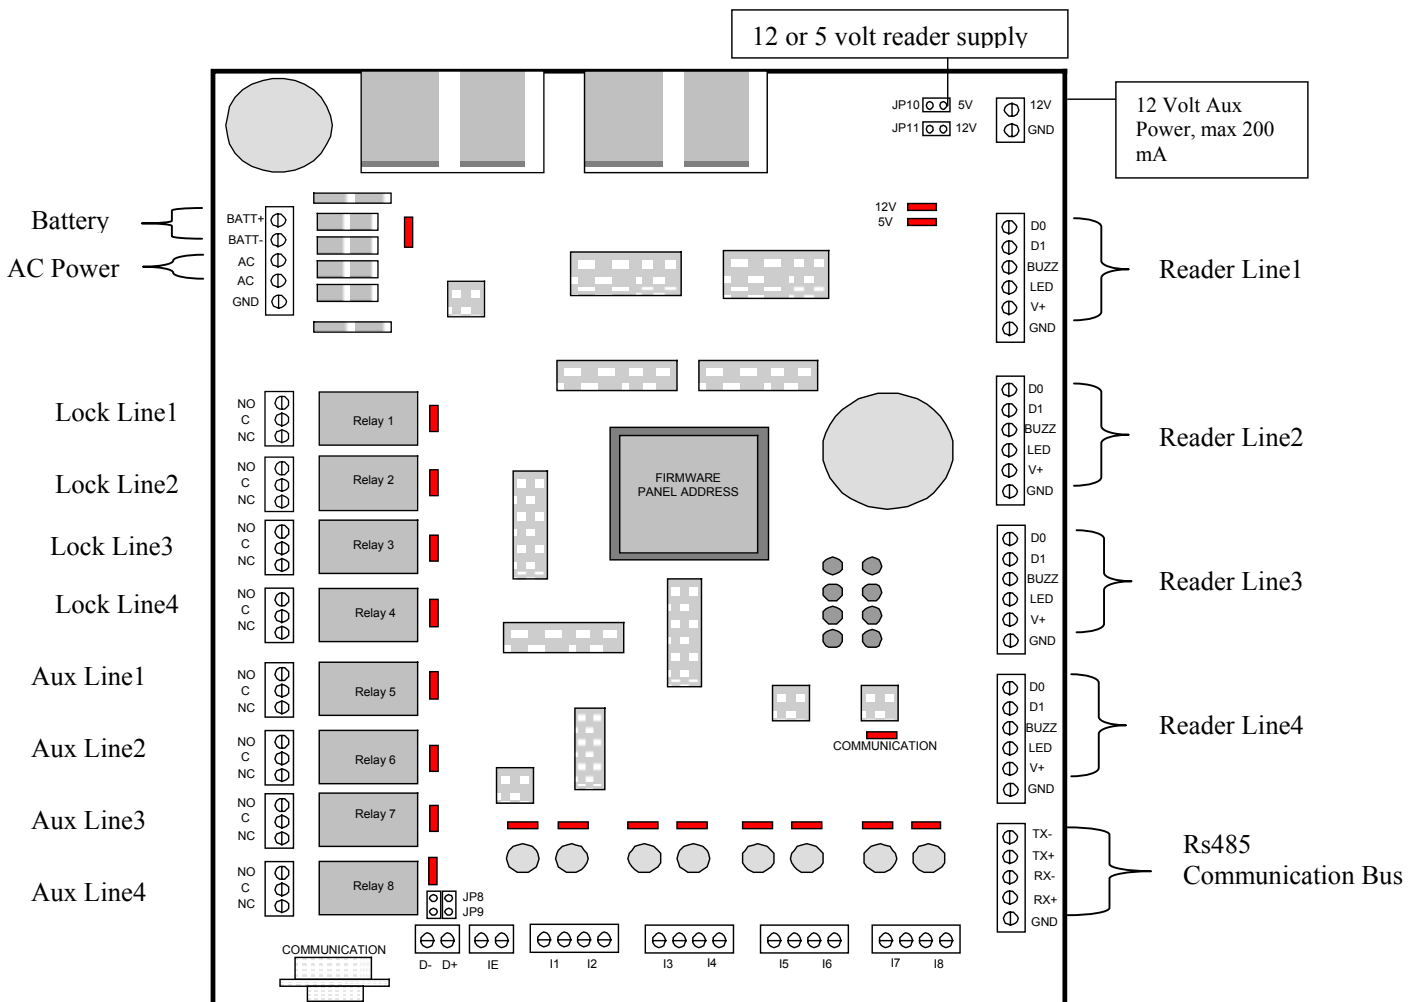 12 or 5 volt reader supply
JP10 5V
JP11 12V
12V
GND
12 Volt Aux
Power, max 200
mA
12V
5V
Battery
AC Power
BATT+
BATT-
AC
AC
GND
D0
D1
BUZZ
LED
V+
GND
Reader Line1
D0
D1
BUZZ
LED
V+
GND
Reader Line2
D0
D1
BUZZ
LED
V+
GND
Reader Line3
D0
D1
BUZZ
LED
V+
GND
Reader Line4
TX-
TX+
RX-
RX+
GND
Rs485
Communication Bus
Lock Line1
NO
C
NC
Relay 1
Lock Line2
NO
C
NC
Relay 2
Lock Line3
NO
C
NC
Relay 3
Lock Line4
NO
C
NC
Relay 4
Aux Line1
NO
C
NC
Relay 5
Aux Line2
NO
C
NC
Relay 6
Aux Line3
NO
C
NC
Relay 7
Aux Line4
NO
C
NC
Relay 8
FIRMWARE
PANEL ADDRESS
COMMUNICATION
JP8
JP9
COMMUNICATION
D- D+ IE I1 I2 I3 I4 I5 I6 I7 I8